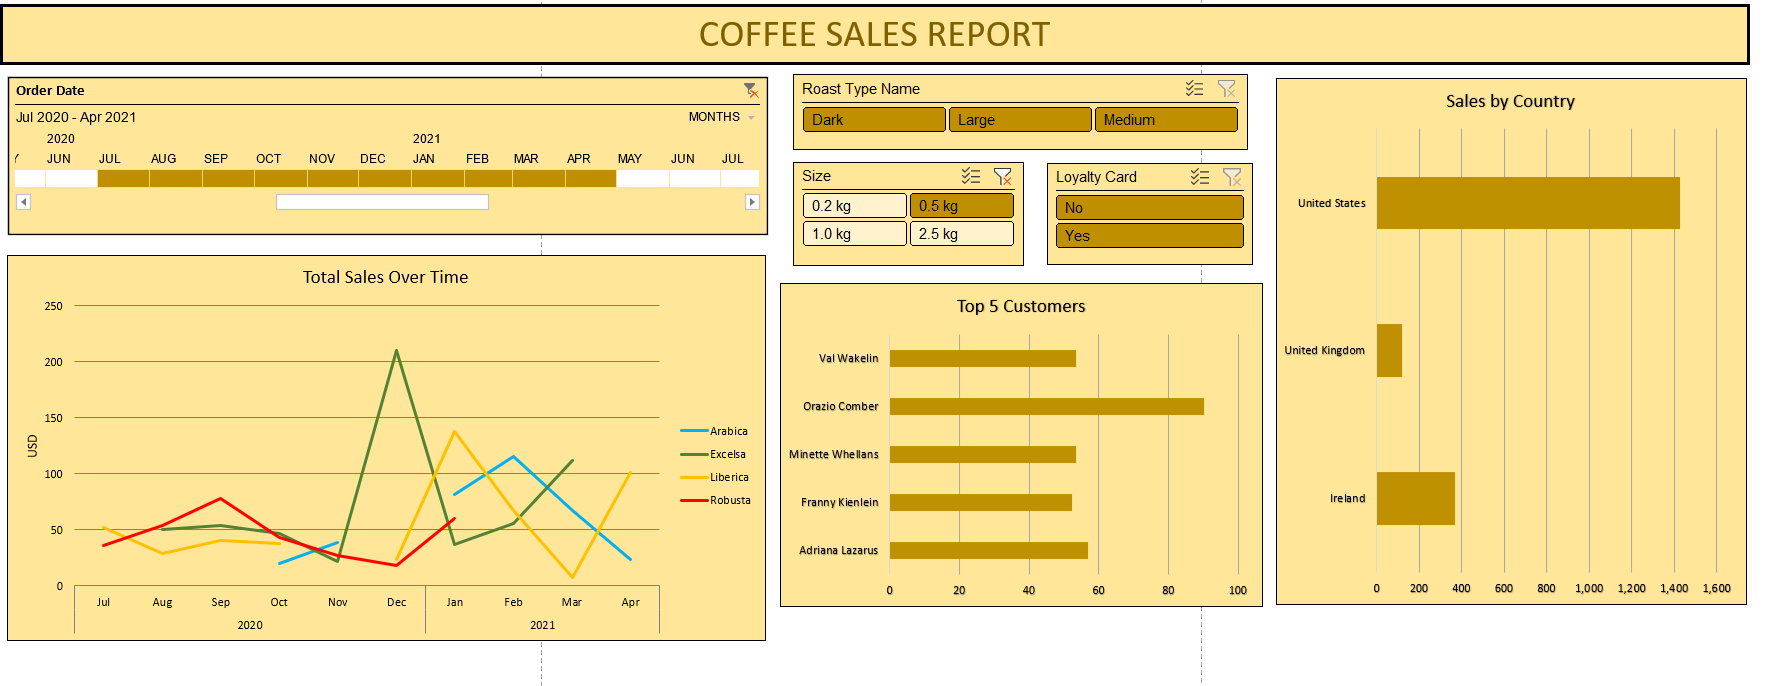 COFFEE SALES REPORT
Order Date
Jul 2020 - Apr 2021 MONTHS
2020 2021
JUN JUL AUG SEP OCT NOV DEC JAN FEB MAR APR MAY JUN JUL
Roast Type Name
Dark Large Medium
Size
0.2 kg 0.5 kg
1.0 kg 2.5 kg
Loyalty Card
No
Yes
Total Sales Over Time
USD
250
200
150
100
50
0
Jul Aug Sep Oct Nov Dec Jan Feb Mar Apr
2020 2021
Arabica
Excelsa
Liberica
Robusta
Top 5 Customers
Val Wakelin
Orazio Comber
Minette Whellans
Franny Kienlein
Adriana Lazarus
0 20 40 60 80 100
Sales by Country
United States
United Kingdom
Ireland
0 200 400 600 800 1,000 1,200 1,400 1,600